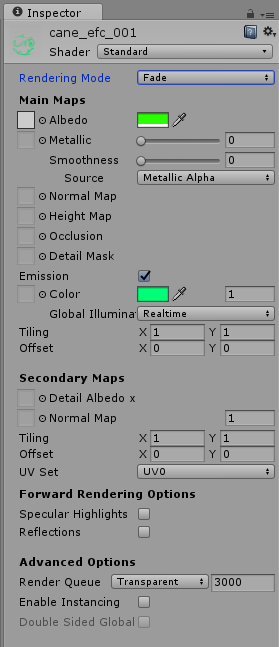 Inspector
cane_efc_001
Shader Standard
Rendering Mode Fade
Main Maps
Albedo
Metallic 0
Smoothness 0
Source Metallic Alpha
Normal Map
Height Map
Occlusion
Detail Mask
Emission
Color 1
Global Illuminat Realtime
Tiling X 1 Y 1
Offset X 0 Y 0
Secondary Maps
Detail Albedo x
Normal Map 1
Tiling X 1 Y 1
Offset X 0 Y 0
UV Set UV0
Forward Rendering Options
Specular Highlights
Reflections
Advanced Options
Render Queue Transparent 3000
Enable Instancing
Double Sided Global